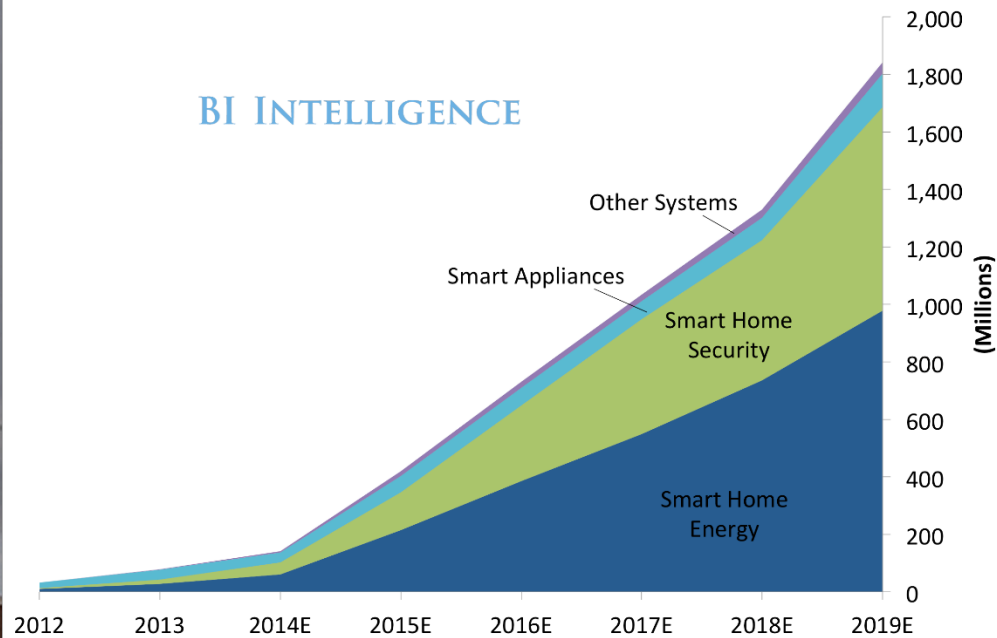 BI INTELLIGENCE
Other Systems
Smart Appliances
Smart Home
Security
Smart Home
Energy
2,000
1,800
1,600
1,400
1,200
1,000
800
600
400
200
0
(Millions)
2012 2013 2014E 2015E 2016E 2017E 2018E 2019E